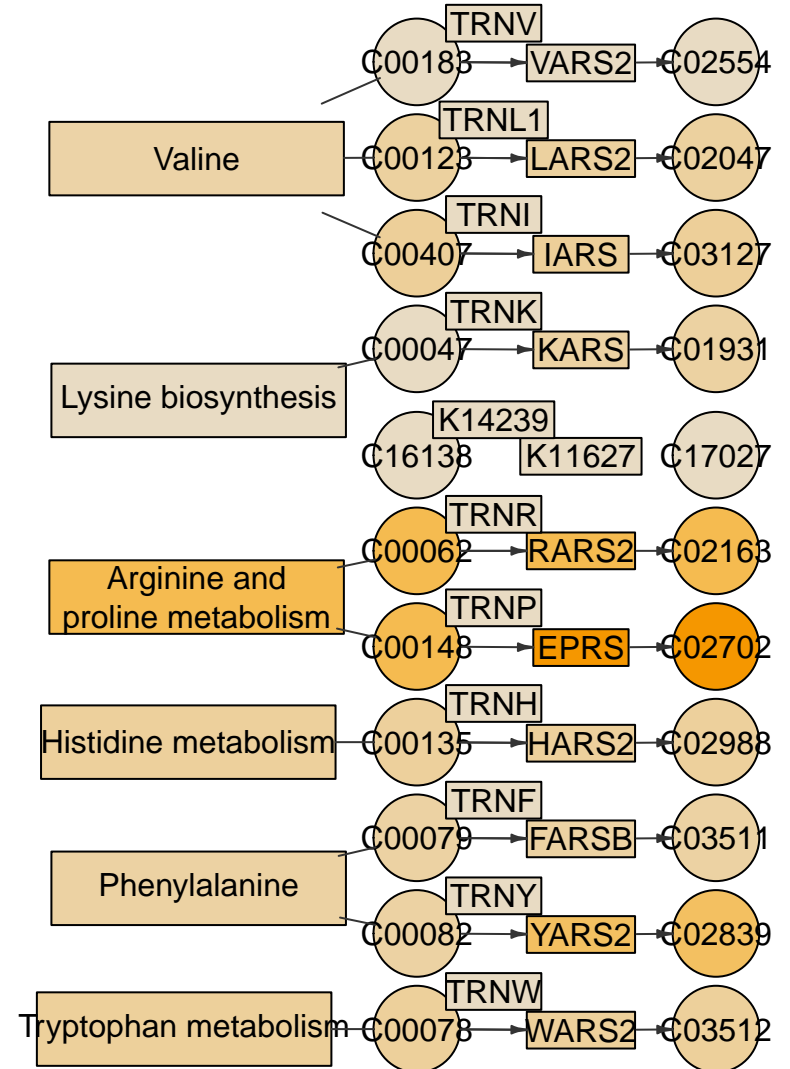 TRNV
C00183
VARS2
C02554
Valine
TRNL1
C00123
LARS2
C02047
TRNI
C00407
IARS
C03127
TRNK
C00047
KARS
C01931
Lysine biosynthesis
K14239
C16138
K11627
C17027
TRNR
C00062
RARS2
C02163
Arginine and
proline metabolism
TRNP
C00148
EPRS
C02702
TRNH
Histidine metabolism
C00135
HARS2
C02988
TRNF
C00079
FARSB
C03511
Phenylalanine
TRNY
C00082
YARS2
C02839
TRNW
Tryptophan metabolism
C00078
WARS2
C03512